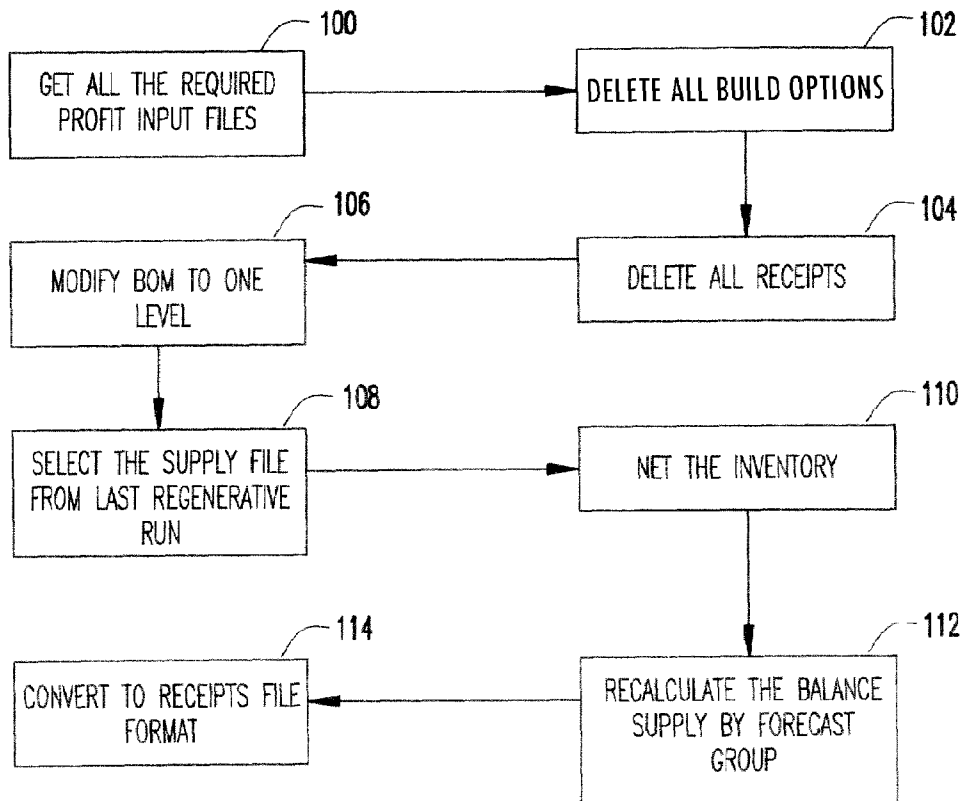 100
GET ALL THE REQUIRED
PROFIT INPUT FILES
102
DELETE ALL BUILD OPTIONS
104
DELETE ALL RECEIPTS
106
MODIFY BOM TO ONE
LEVEL
108
SELECT THE SUPPLY FILE
FROM LAST REGENERATIVE
RUN
110
NET THE INVENTORY
112
RECALCULATE THE BALANCE
SUPPLY BY FORECAST
GROUP
114
CONVERT TO RECEIPTS FILE
FORMAT